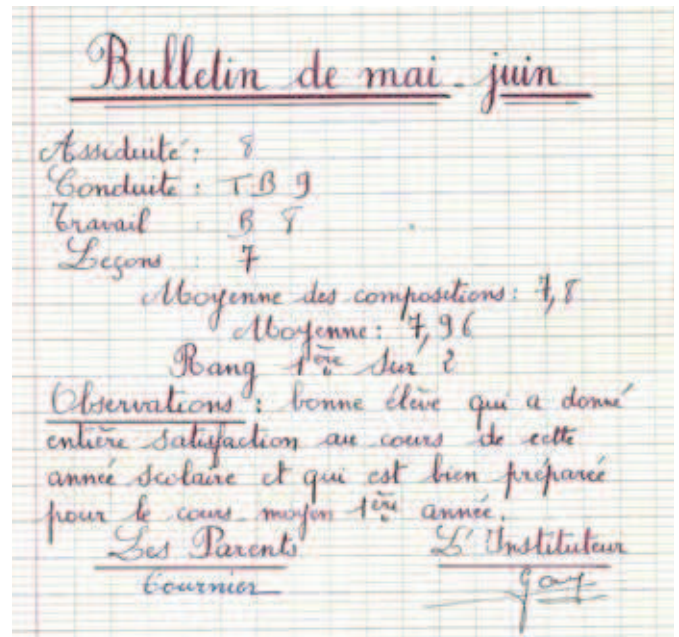 Bulletin de mai - juin
Assiduité : 8
Conduite : TB 9
Travail : B 8
Leçons : 7
Moyenne des compositions : 7,8
Moyenne : 7,96
Rang 1ère sur 2
Observations : bonne élève qui a donné
entière satisfaction au cours de cette
année scolaire et qui est bien préparée
pour le cours moyen 1ère année.
Les Parents L'Instituteur
Tournier Gay